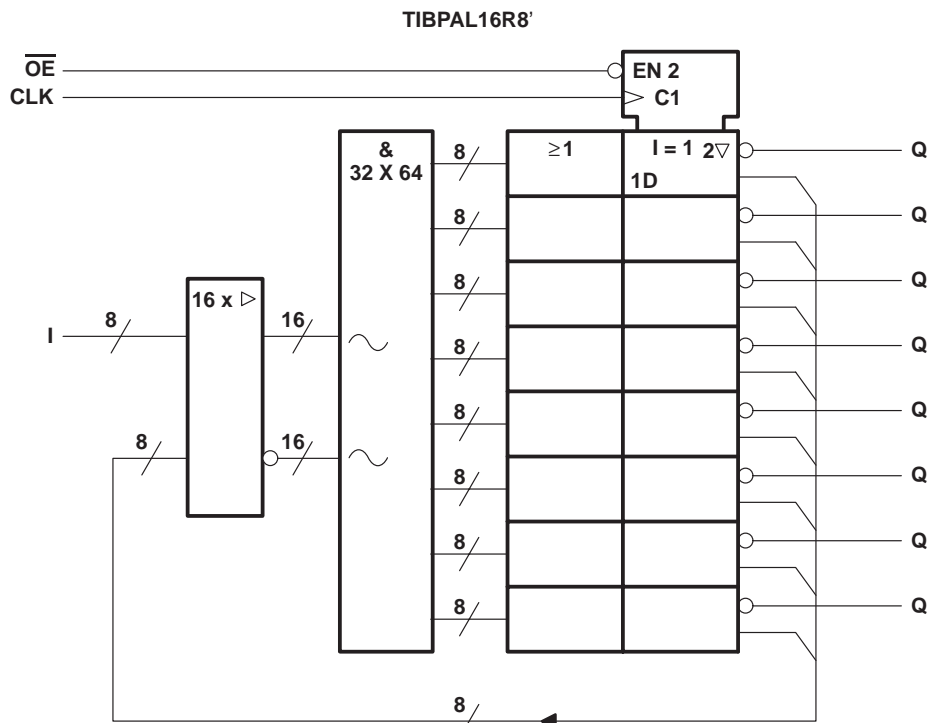 TIBPAL16R8'
OE
EN 2
CLK
C1
&
32 X 64
8
≥1
I = 1
2▽
Q
1D
8
Q
8
Q
16 x ▷
I
8
16
8
Q
8
16
8
Q
8
Q
8
Q
8
Q
8